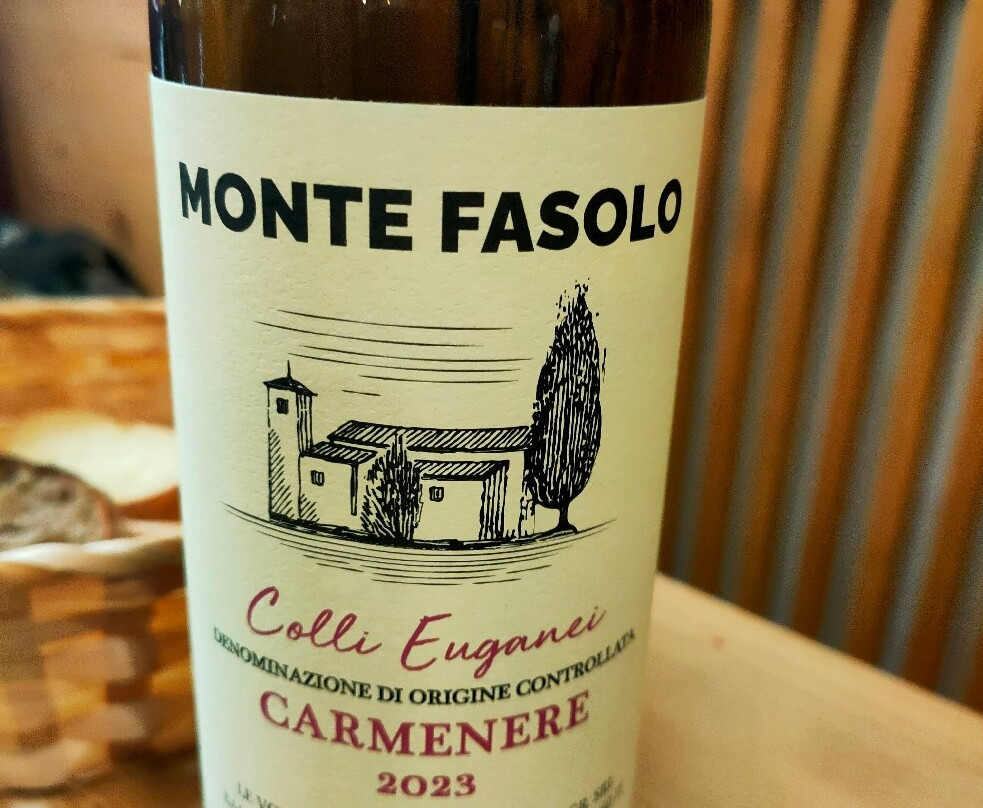 MONTE FASOLO
Colli Euganei
DENOMINAZIONE DI ORIGINE CONTROLLATA
CARMENERE
2023